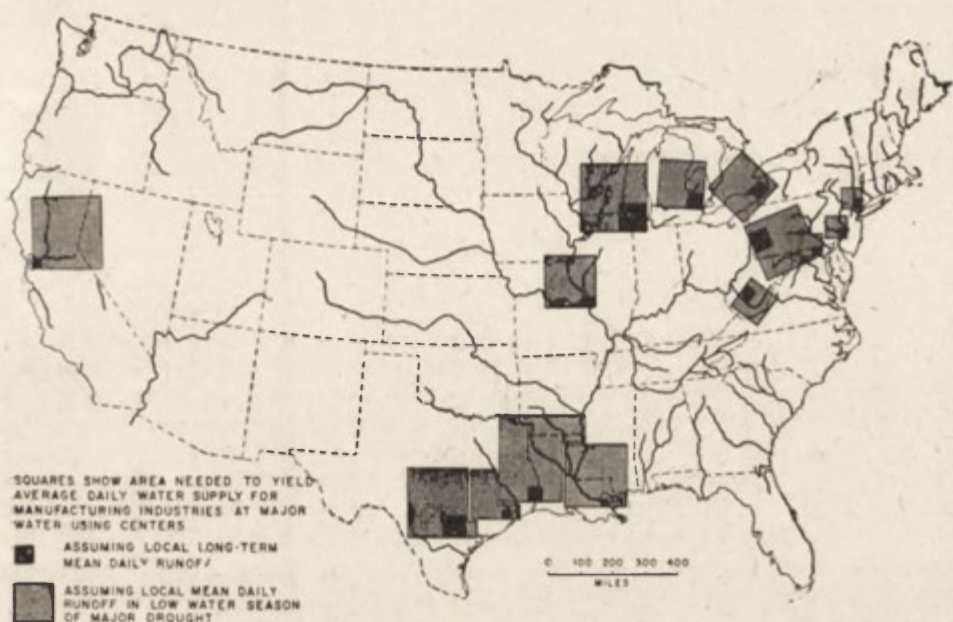 SQUARES SHOW AREA NEEDED TO YIELD
AVERAGE DAILY WATER SUPPLY FOR
MANUFACTURING INDUSTRIES AT MAJOR
WATER USING CENTERS
ASSUMING LOCAL LONG-TERM
MEAN DAILY RUNOFF
ASSUMING LOCAL MEAN DAILY
RUNOFF IN LOW WATER SEASON
OF MAJOR DROUGHT
0 100 200 300 400
MILES